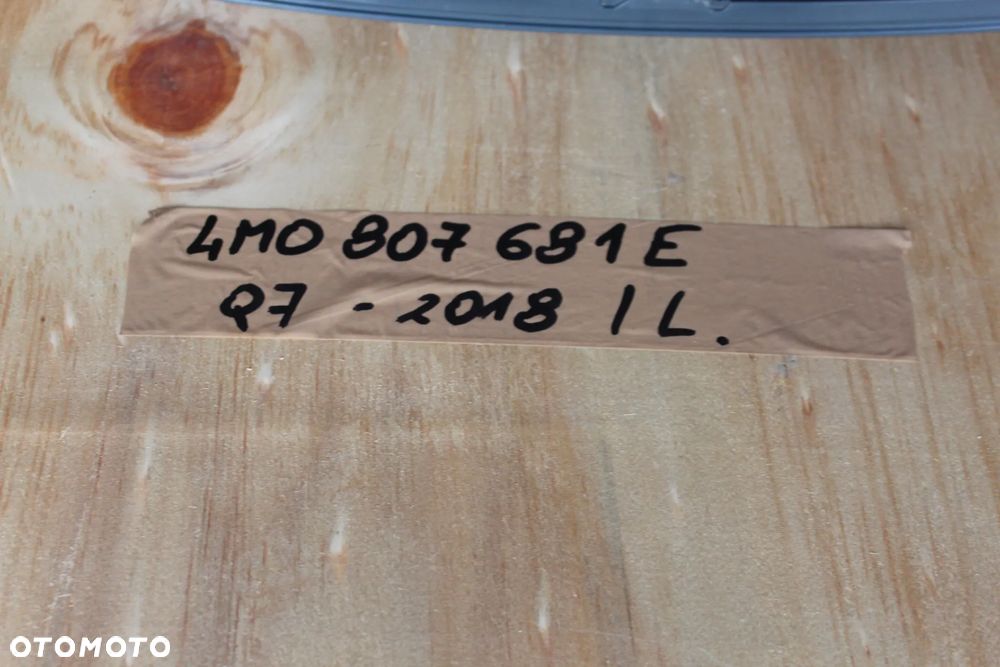 4M0 807 681 E
Q7 - 2018 / L.
OTOMOTO